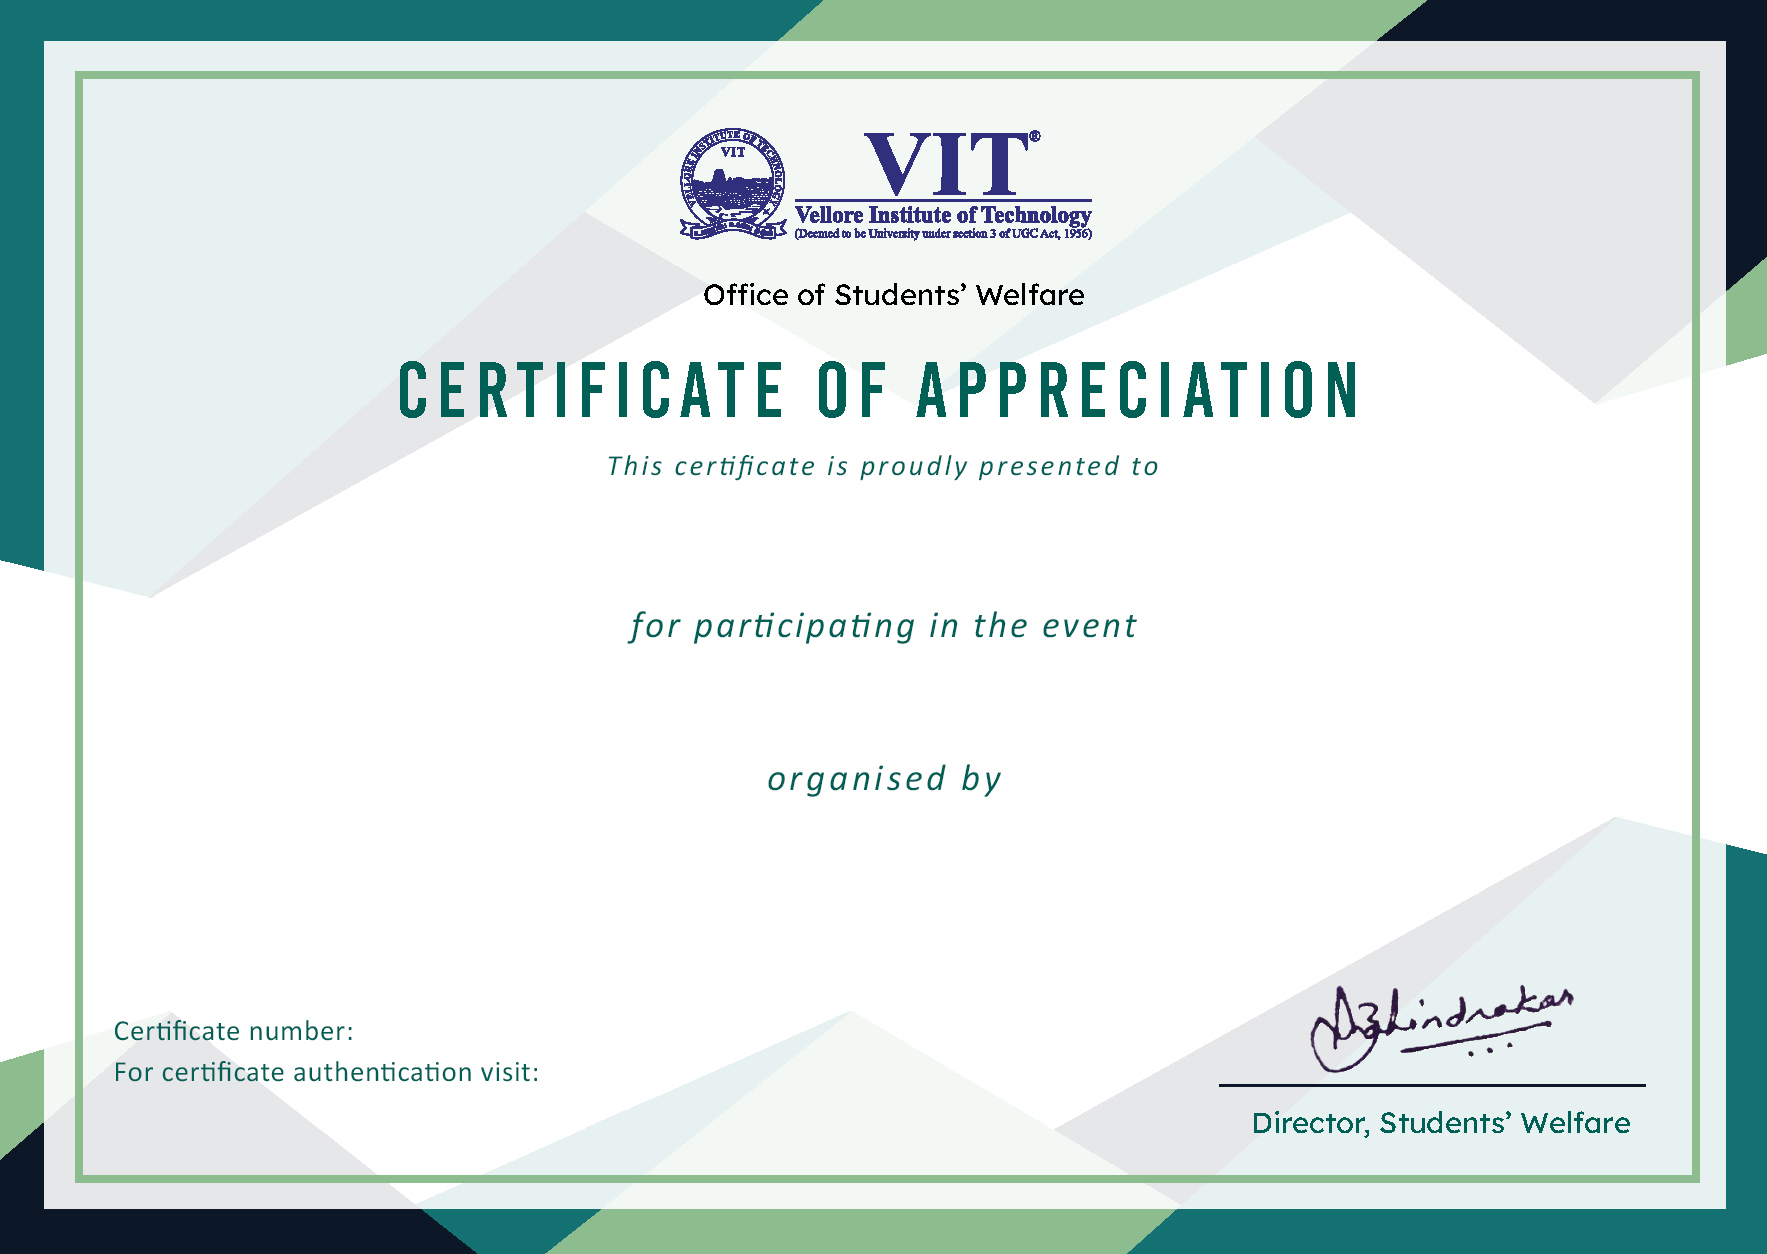 VELLORE INSTITUTE OF TECHNOLOGY
VIT
VIT®
Vellore Institute of Technology
(Deemed to be University under section 3 of UGC Act, 1956)
Office of Students’ Welfare
CERTIFICATE OF APPRECIATION
This certificate is proudly presented to
for participating in the event
organised by
Certificate number:
For certificate authentication visit:
Director, Students’ Welfare